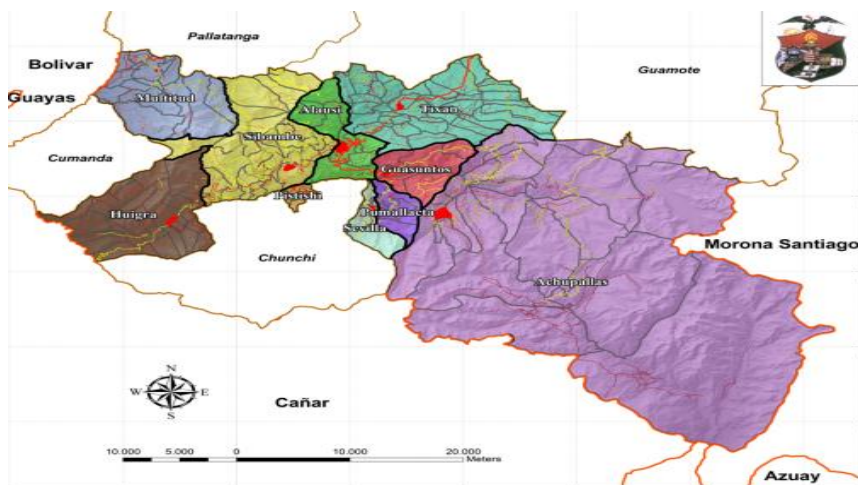 Pallatanga
Bolivar
Guamote
Guayas
Multitud
Alausi
Tixan
Sibambe
Cumanda
Guasuntos
Pistishi
Huigra
Pumallacta
Sevilla
Morona Santiago
Chunchi
Achupallas
N
W E
S
Cañar
10.000 5.000 0 10.000 20.000
Meters
Azuay